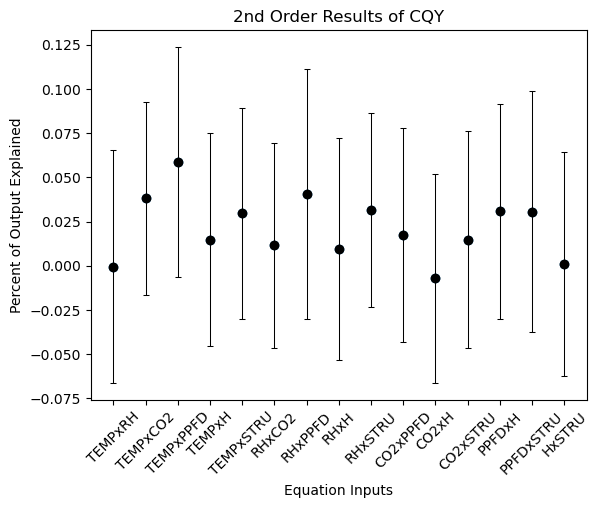 2nd Order Results of CQY
Percent of Output Explained
0.125
0.100
0.075
0.050
0.025
0.000
−0.025
−0.050
−0.075
TEMPxRH
TEMPxCO2
TEMPxPPFD
TEMPxH
TEMPxSTRU
RHxCO2
RHxPPFD
RHxH
RHxSTRU
CO2xPPFD
CO2xH
CO2xSTRU
PPFDxH
PPFDxSTRU
HxSTRU
Equation Inputs